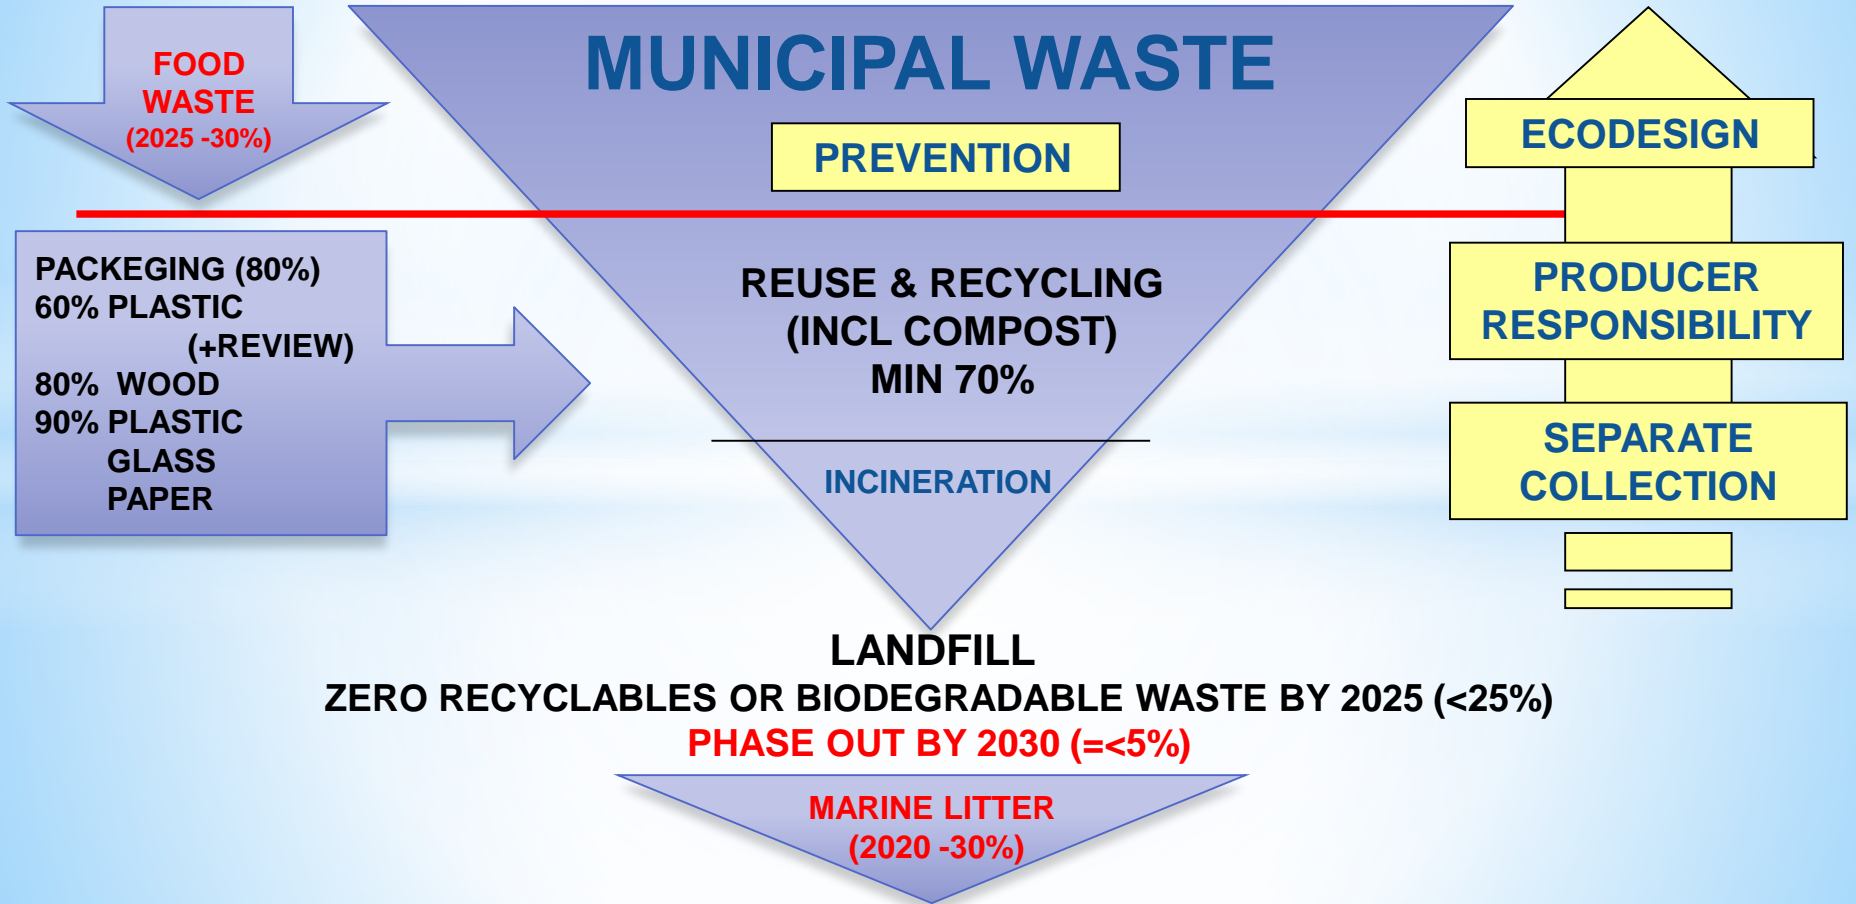 FOOD
WASTE
(2025 -30%)
MUNICIPAL WASTE
PREVENTION
ECODESIGN
PACKEGING (80%)
60% PLASTIC
(+REVIEW)
80%  WOOD
90% PLASTIC
GLASS
PAPER
REUSE & RECYCLING
(INCL COMPOST)
MIN 70%
INCINERATION
PRODUCER
RESPONSIBILITY
SEPARATE
COLLECTION
LANDFILL
ZERO RECYCLABLES OR BIODEGRADABLE WASTE BY 2025 (<25%)
PHASE OUT BY 2030 (=<5%)
MARINE LITTER
(2020 -30%)